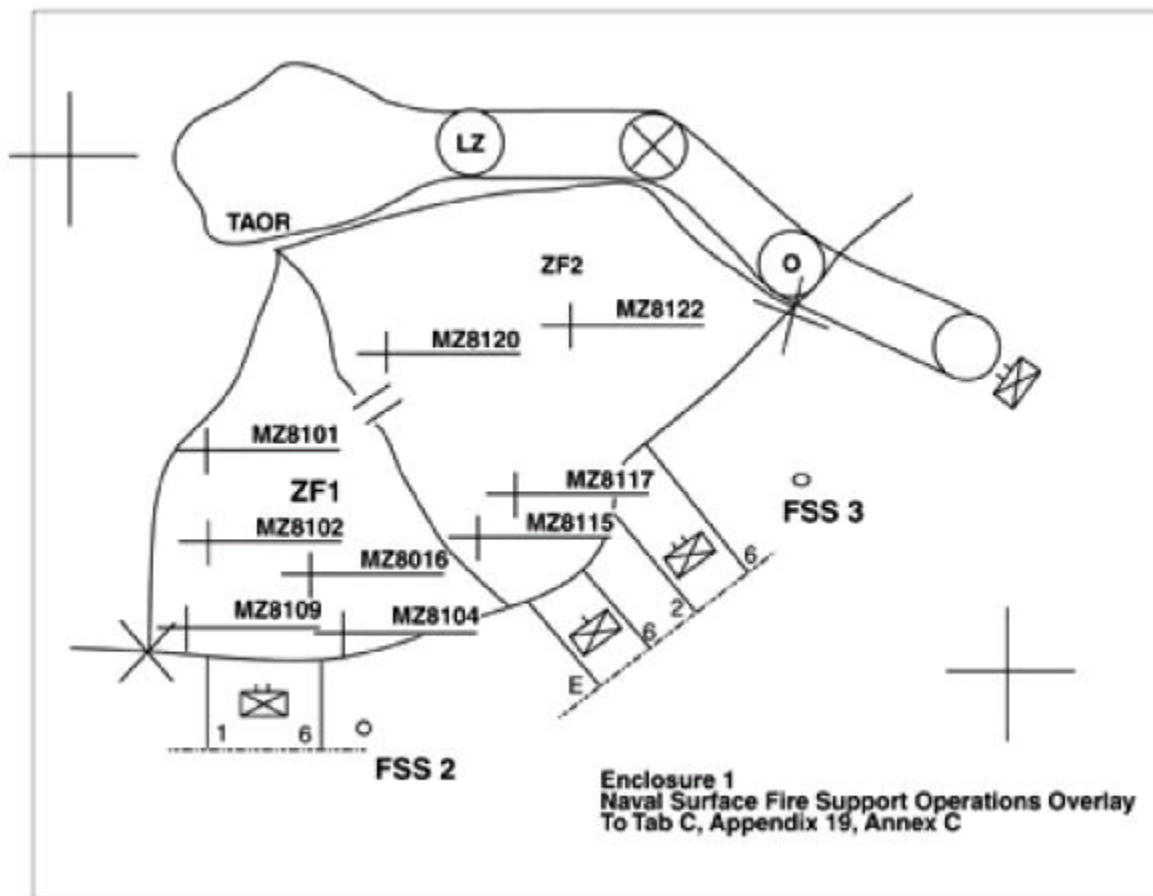 LZ
TAOR
O
ZF2
MZ8122
MZ8120
MZ8101
ZF1
MZ8117
FSS 3
MZ8102
MZ8115
MZ8016
6
MZ8109
MZ8104
2
6
E
1
6
FSS 2
Enclosure 1
Naval Surface Fire Support Operations Overlay
To Tab C, Appendix 19, Annex C